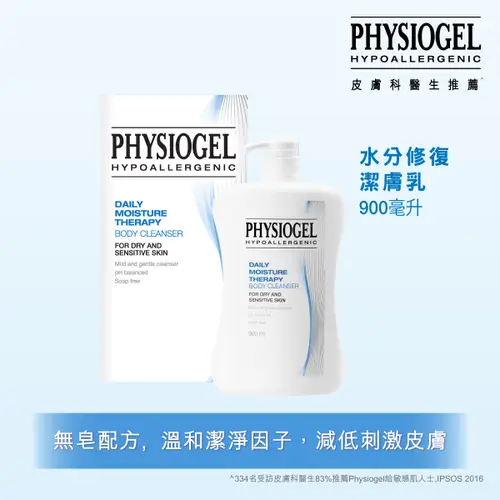 PHYSIOGEL
HYPOALLERGENIC
皮膚科醫生推薦^
PHYSIOGEL
HYPOALLERGENIC
DAILY
MOISTURE
THERAPY
BODY CLEANSER
FOR DRY AND
SENSITIVE SKIN
Mild and gentle cleanser
pH balanced
Soap free
PHYSIOGEL
HYPOALLERGENIC
DAILY
MOISTURE
THERAPY
BODY CLEANSER
FOR DRY AND
SENSITIVE SKIN
900 ml
水分修復
潔膚乳
900毫升
無皂配方, 溫和潔淨因子，減低刺激皮膚
^334名受訪皮膚科醫生83%推薦Physiogel給敏感肌人士,IPSOS 2016